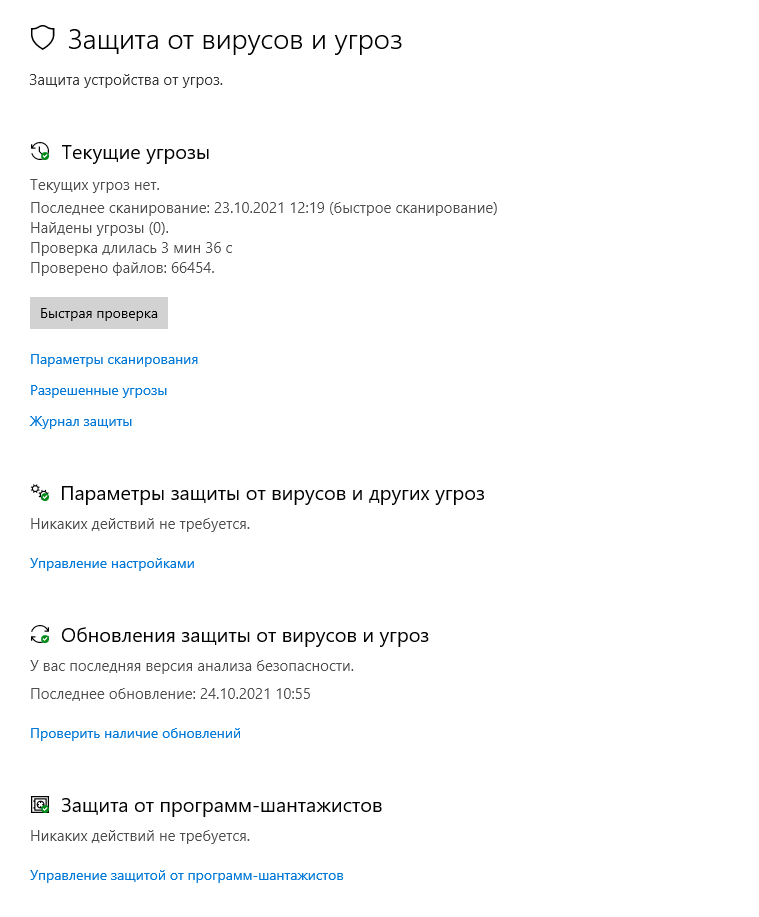 Защита от вирусов и угроз
Защита устройства от угроз.
Текущие угрозы
Текущих угроз нет.
Последнее сканирование: 23.10.2021 12:19 (быстрое сканирование)
Найдены угрозы (0).
Проверка длилась 3 мин 36 с
Проверено файлов: 66454.
Быстрая проверка
Параметры сканирования
Разрешенные угрозы
Журнал защиты
Параметры защиты от вирусов и других угроз
Никаких действий не требуется.
Управление настройками
Обновления защиты от вирусов и угроз
У вас последняя версия анализа безопасности.
Последнее обновление: 24.10.2021 10:55
Проверить наличие обновлений
Защита от программ-шантажистов
Никаких действий не требуется.
Управление защитой от программ-шантажистов